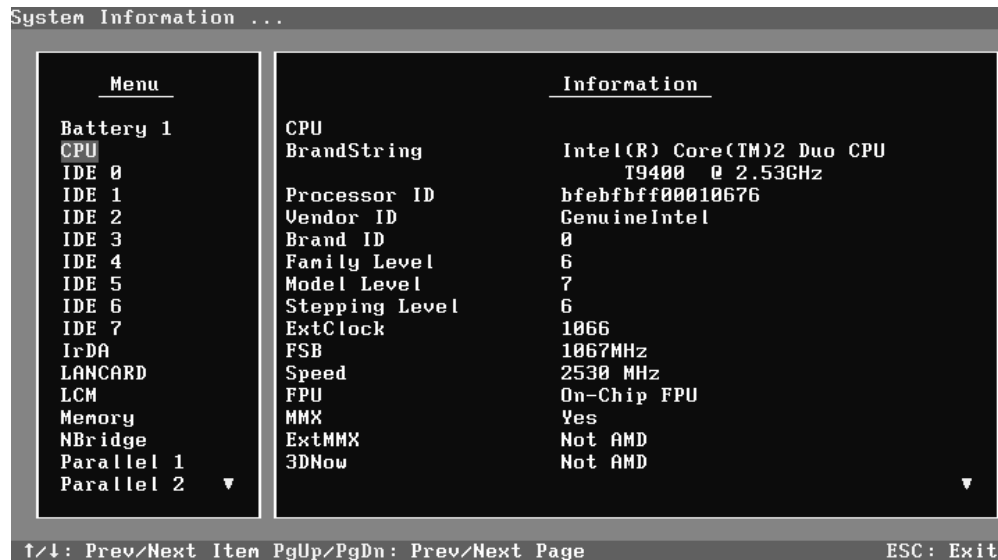 System Information ...
Menu
Battery 1
CPU
IDE 0
IDE 1
IDE 2
IDE 3
IDE 4
IDE 5
IDE 6
IDE 7
IrDA
LANCARD
LCM
Memory
NBridge
Parallel 1
Parallel 2 ▼
Information
CPU
BrandString Intel(R) Core(TM)2 Duo CPU
T9400 @ 2.53GHz
Processor ID bfebfbff00010676
Vendor ID GenuineIntel
Brand ID 0
Family Level 6
Model Level 7
Stepping Level 6
ExtClock 1066
FSB 1067MHz
Speed 2530 MHz
FPU On-Chip FPU
MMX Yes
ExtMMX Not AMD
3DNow Not AMD
▼
↑/↓: Prev/Next Item PgUp/PgDn: Prev/Next Page ESC: Exit